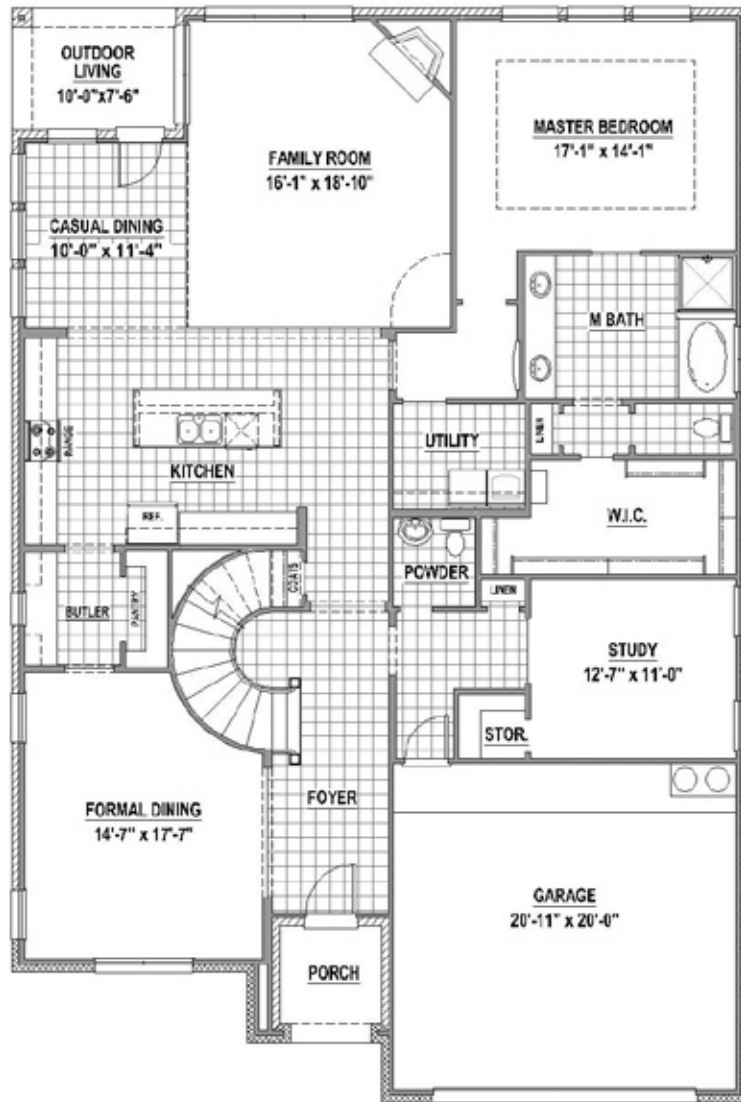 OUTDOOR
LIVING
10'-0"x7'-6"
FAMILY ROOM
16'-1" x 18'-10"
MASTER BEDROOM
17'-1" x 14'-1"
CASUAL DINING
10'-0" x 11'-4"
M BATH
RANGE
KITCHEN
UTILITY
LINEN
REF.
W.I.C.
COATS
POWDER
LINEN
BUTLER
PANTRY
STUDY
12'-7" x 11'-0"
STOR.
FOYER
FORMAL DINING
14'-7" x 17'-7"
GARAGE
20'-11" x 20'-0"
PORCH